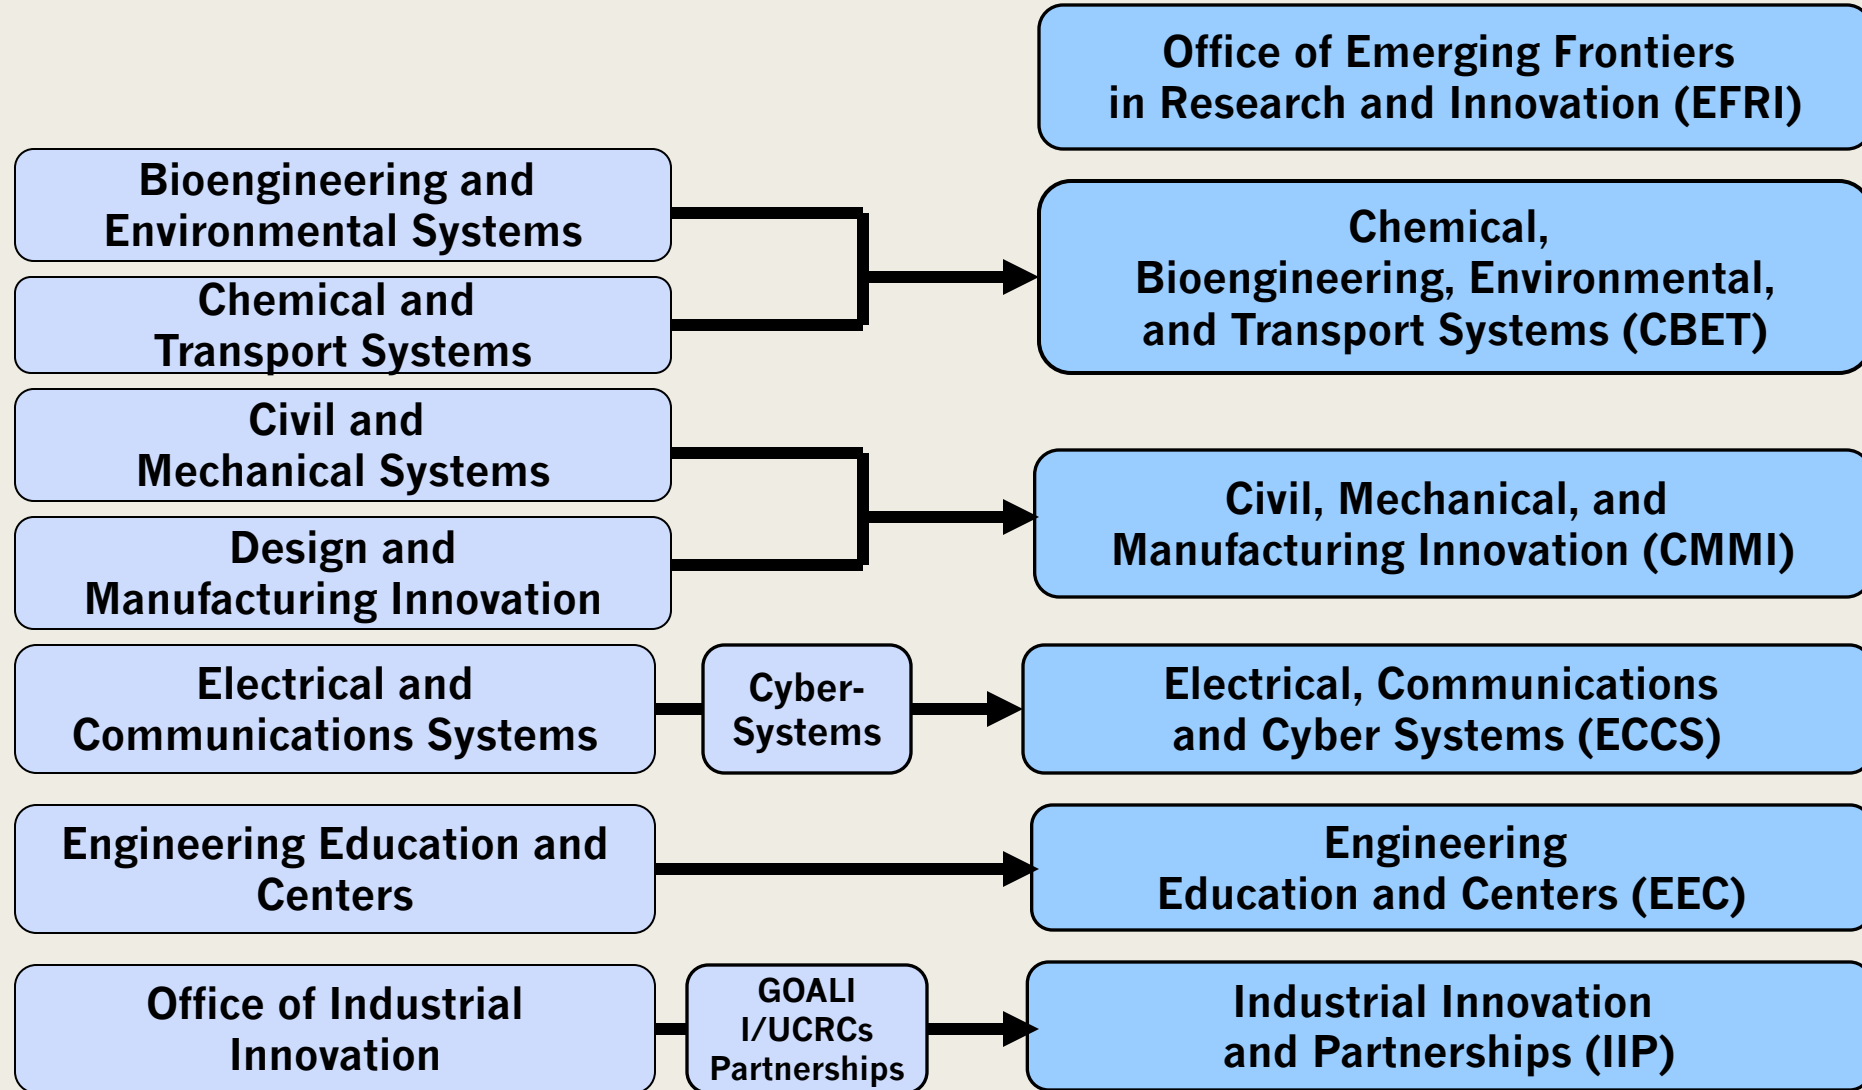 Office of Emerging Frontiers
in Research and Innovation (EFRI)
Bioengineering and
Environmental Systems
Chemical and
Transport Systems
Chemical,
Bioengineering, Environmental,
and Transport Systems (CBET)
Civil and
Mechanical Systems
Design and
Manufacturing Innovation
Civil, Mechanical, and
Manufacturing Innovation (CMMI)
Electrical and
Communications Systems
Cyber-
Systems
Electrical, Communications
and Cyber Systems (ECCS)
Engineering Education and
Centers
Engineering
Education and Centers (EEC)
Office of Industrial
Innovation
GOALI
I/UCRCs
Partnerships
Industrial Innovation
and Partnerships (IIP)